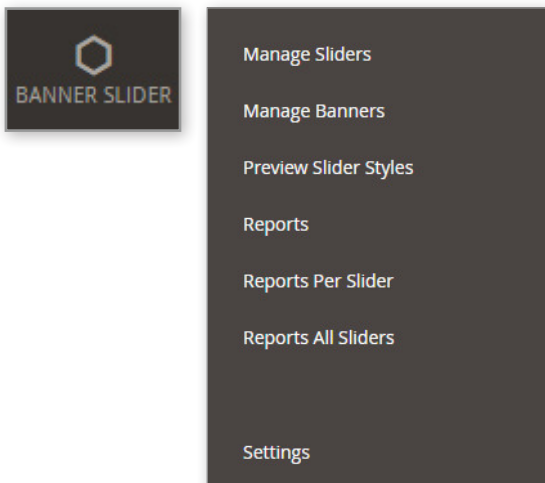 BANNER SLIDER
Manage Sliders
Manage Banners
Preview Slider Styles
Reports
Reports Per Slider
Reports All Sliders
Settings